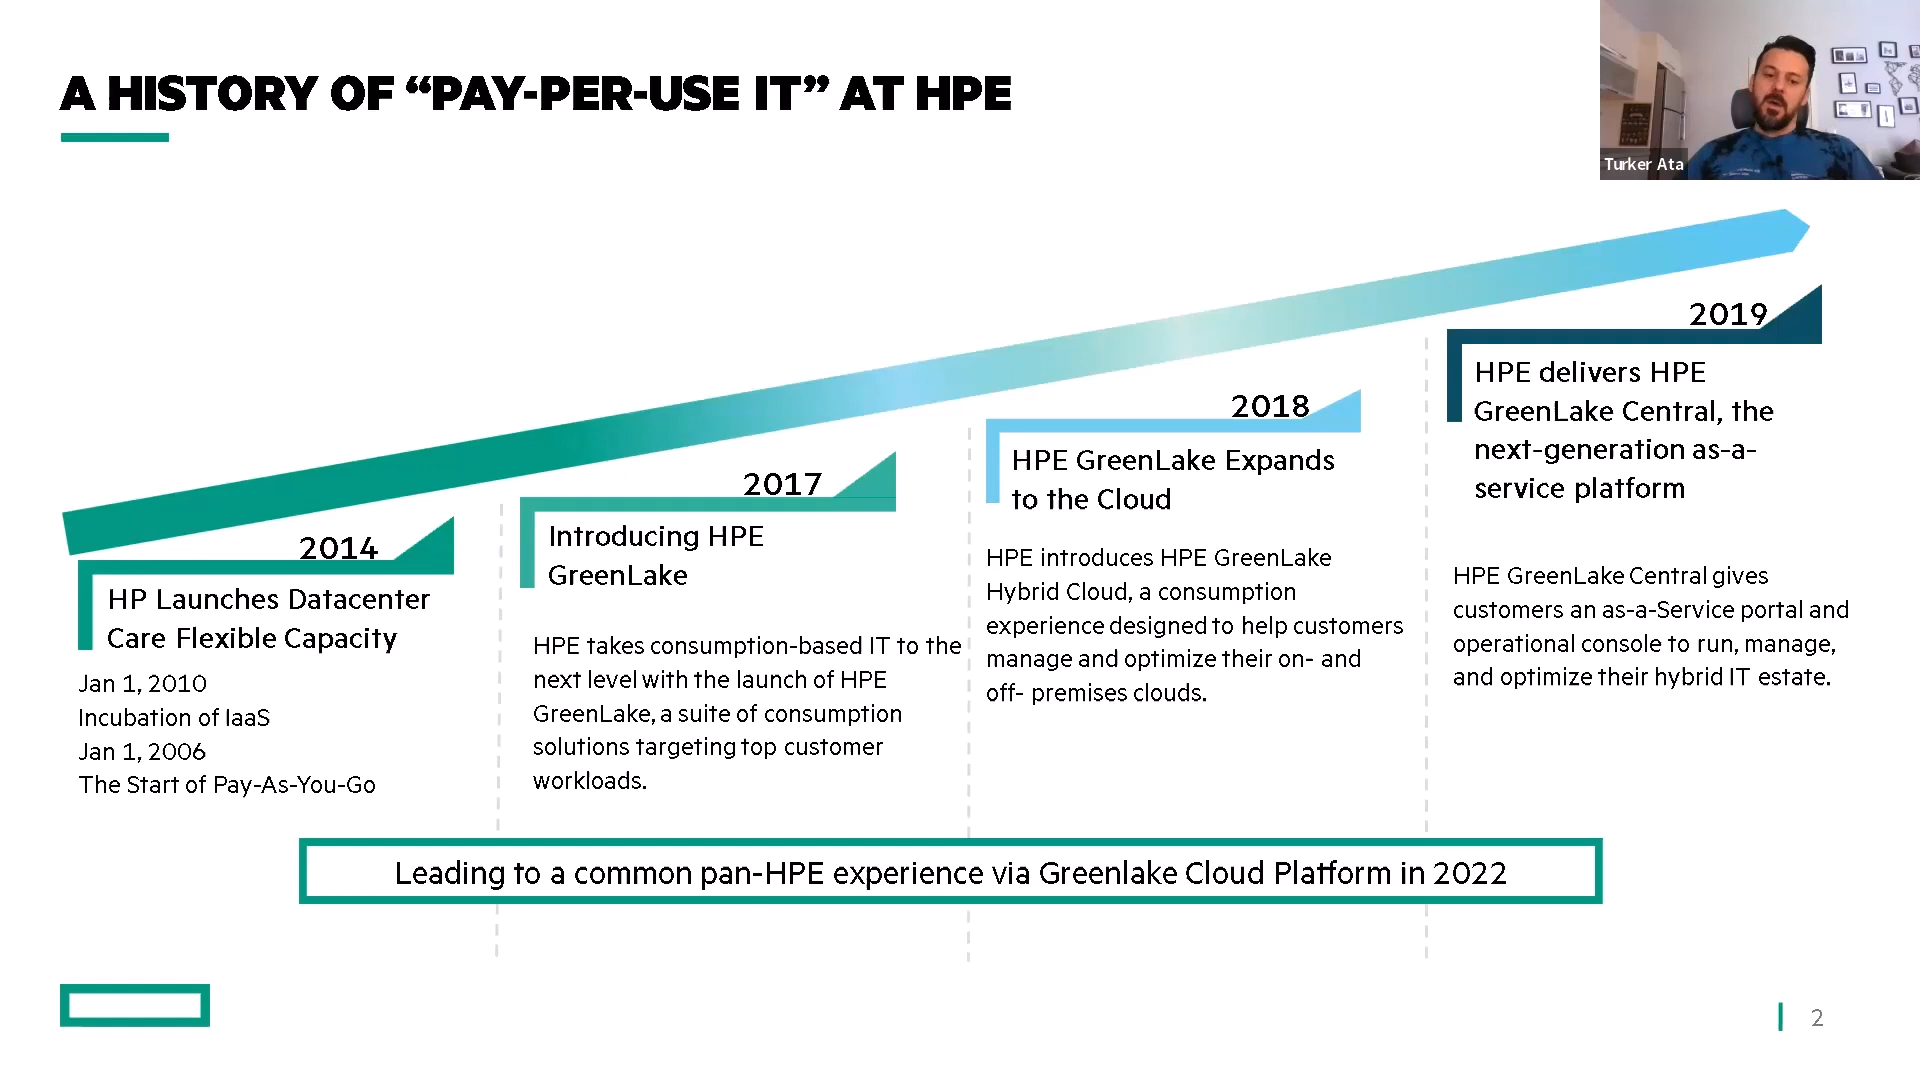 A HISTORY OF “PAY-PER-USE IT” AT HPE
Turker Ata
2014
HP Launches Datacenter
Care Flexible Capacity
Jan 1, 2010
Incubation of IaaS
Jan 1, 2006
The Start of Pay-As-You-Go
2017
Introducing HPE
GreenLake
HPE takes consumption-based IT to the
next level with the launch of HPE
GreenLake, a suite of consumption
solutions targeting top customer
workloads.
2018
HPE GreenLake Expands
to the Cloud
HPE introduces HPE GreenLake
Hybrid Cloud, a consumption
experience designed to help customers
manage and optimize their on- and
off- premises clouds.
2019
HPE delivers HPE
GreenLake Central, the
next-generation as-a-
service platform
HPE GreenLake Central gives
customers an as-a-Service portal and
operational console to run, manage,
and optimize their hybrid IT estate.
Leading to a common pan-HPE experience via Greenlake Cloud Platform in 2022
2